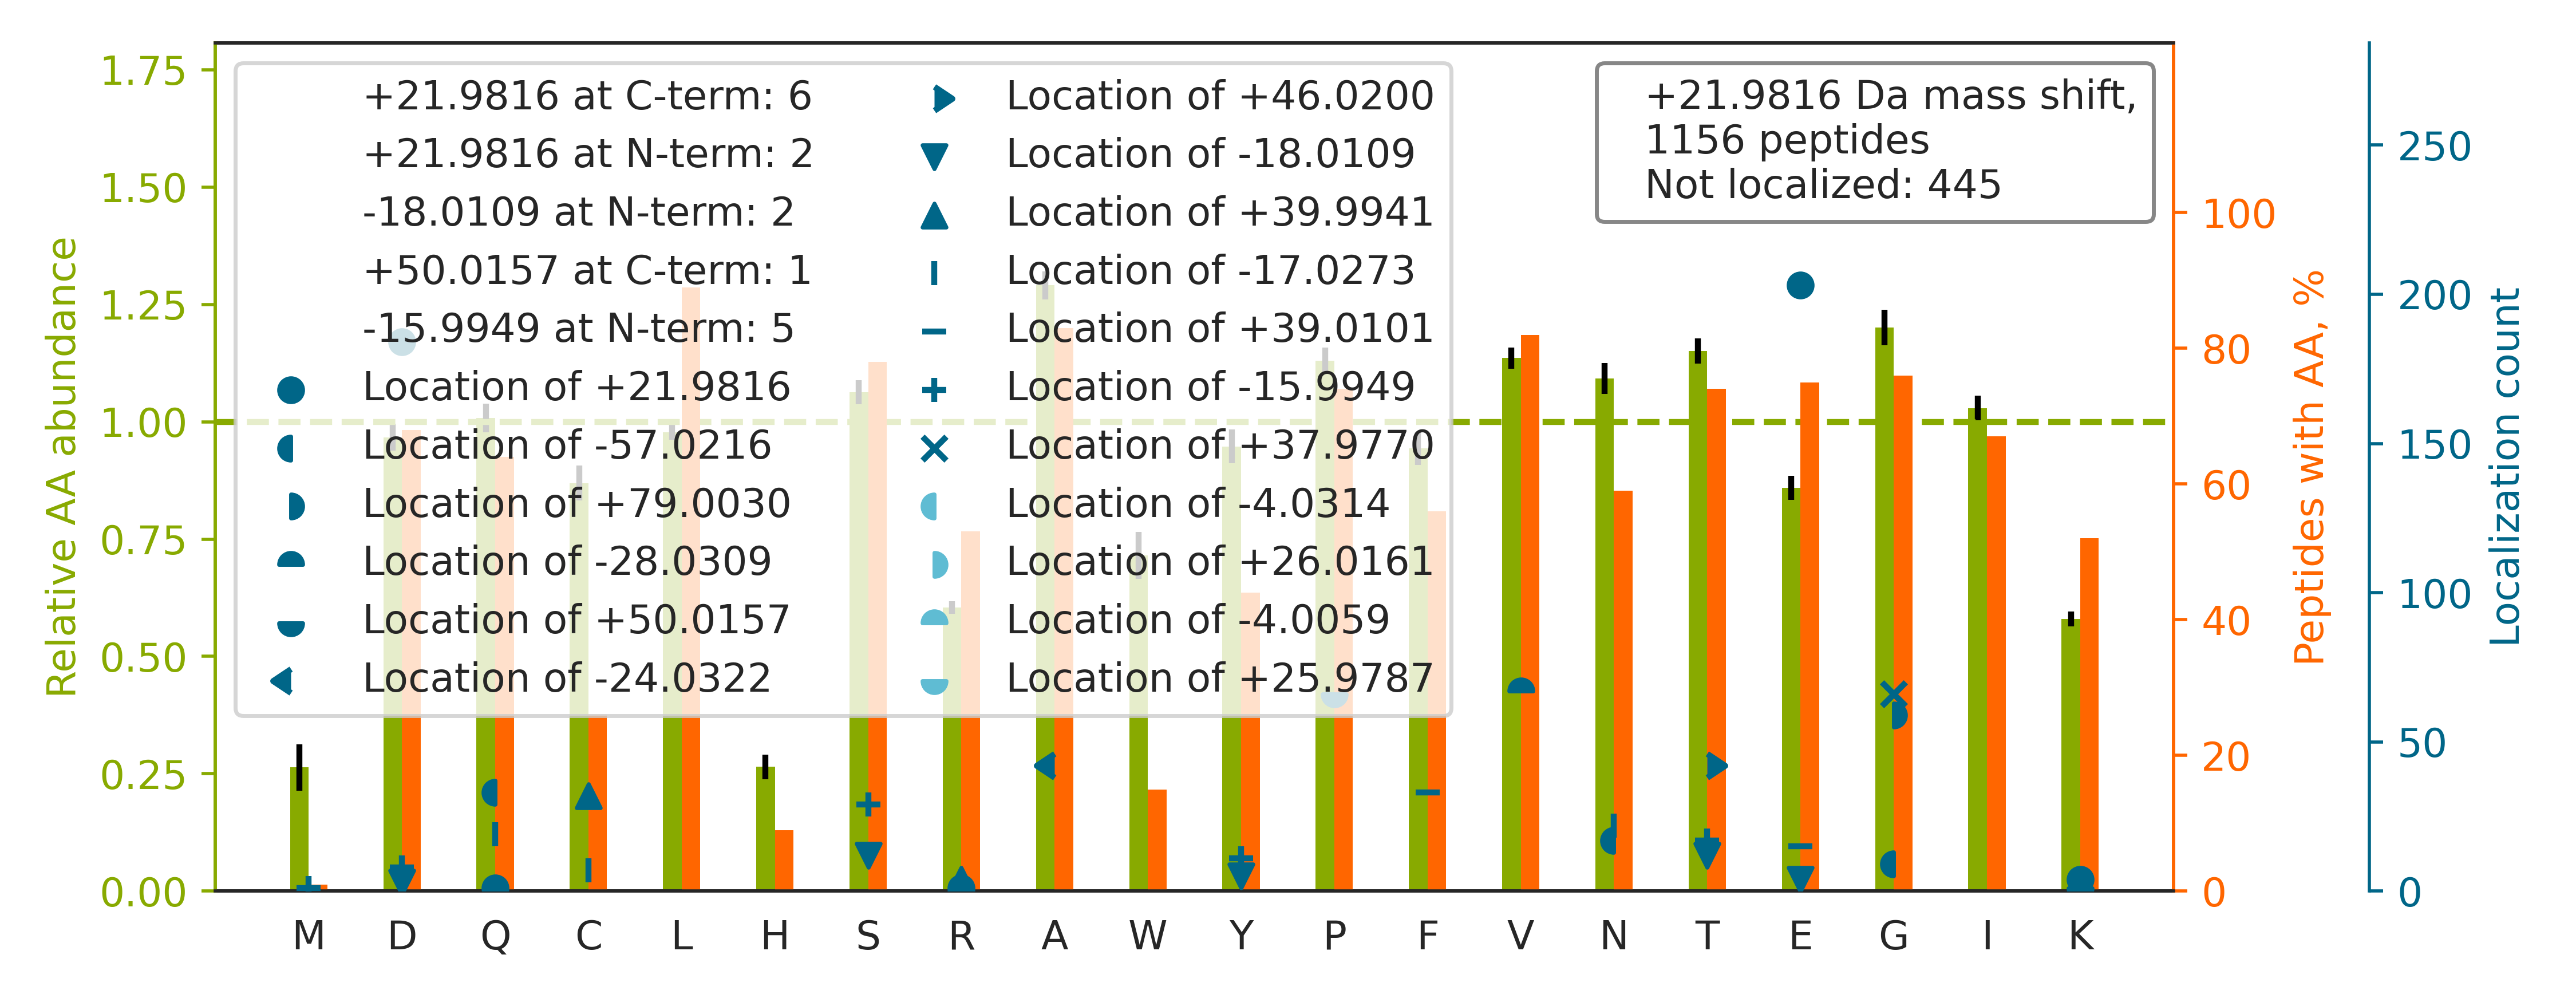 +21.9816 at C-term: 6
+21.9816 at N-term: 2
-18.0109 at N-term: 2
+50.0157 at C-term: 1
-15.9949 at N-term: 5
Location of +21.9816
Location of -57.0216
Location of +79.0030
Location of -28.0309
Location of +50.0157
Location of -24.0322
Location of +46.0200
Location of -18.0109
Location of +39.9941
Location of -17.0273
Location of +39.0101
Location of -15.9949
Location of +37.9770
Location of -4.0314
Location of +26.0161
Location of -4.0059
Location of +25.9787
+21.9816 Da mass shift,
1156 peptides
Not localized: 445
Relative AA abundance
1.75
1.50
1.25
1.00
0.75
0.50
0.25
0.00
M D Q C L H S R A W Y P F V N T E G I K
100
80
60
40
20
0
Peptides with AA, %
250
200
150
100
50
0
Localization count